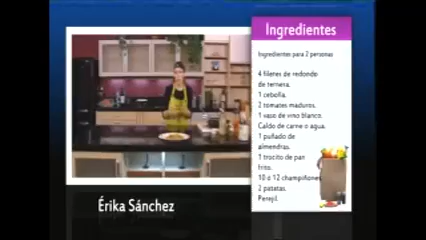 Ingredientes
Ingredientes para 2 personas
4 filetes de redondo
de ternera.
1 cebolla.
2 tomates maduros.
1 vaso de vino blanco.
Caldo de carne o agua.
1 puñado de
almendras.
1 trocito de pan
frito.
10 ó 12 champiñones
2 patatas.
Perejil.
Érika Sánchez